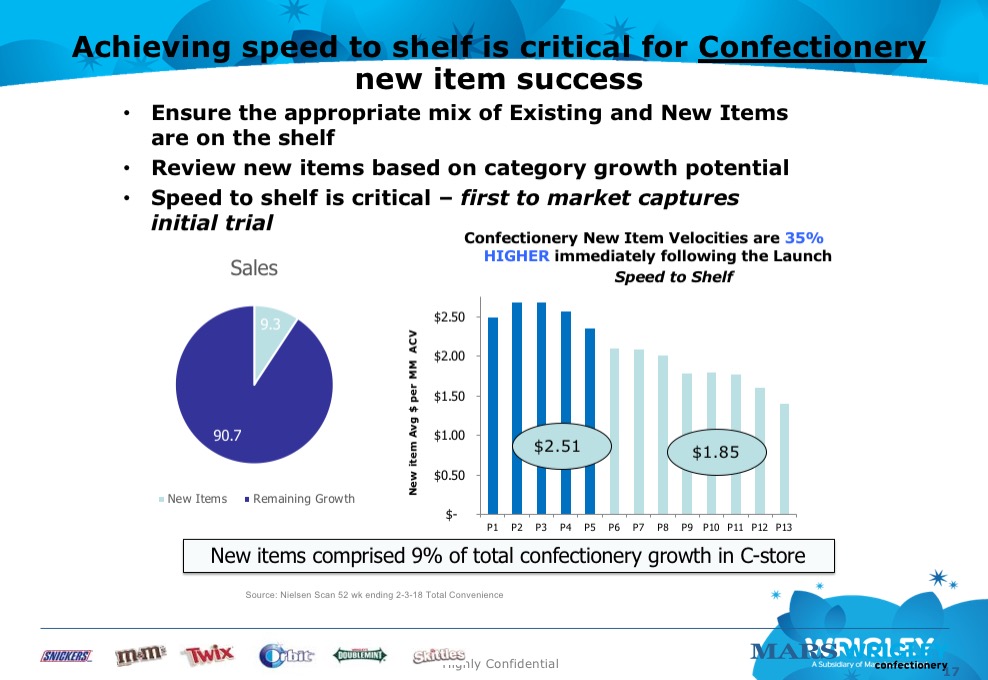 Achieving speed to shelf is critical for Confectionery
new item success
• Ensure the appropriate mix of Existing and New Items
are on the shelf
• Review new items based on category growth potential
• Speed to shelf is critical – first to market captures
initial trial
Sales
9.3
90.7
New Items
Remaining Growth
Confectionery New Item Velocities are 35%
HIGHER immediately following the Launch
Speed to Shelf
New item Avg $ per MM ACV
$2.50
$2.00
$1.50
$1.00
$0.50
$-
$2.51
$1.85
P1 P2 P3 P4 P5 P6 P7 P8 P9 P10 P11 P12 P13
New items comprised 9% of total confectionery growth in C-store
Source: Nielsen Scan 52 wk ending 2-3-18 Total Convenience
SNICKERS
m&m's
Twix
Orbit
DOUBLEMINT
Skittles
Highly Confidential
MARS
WRIGLEY
A Subsidiary of
confectionery
17